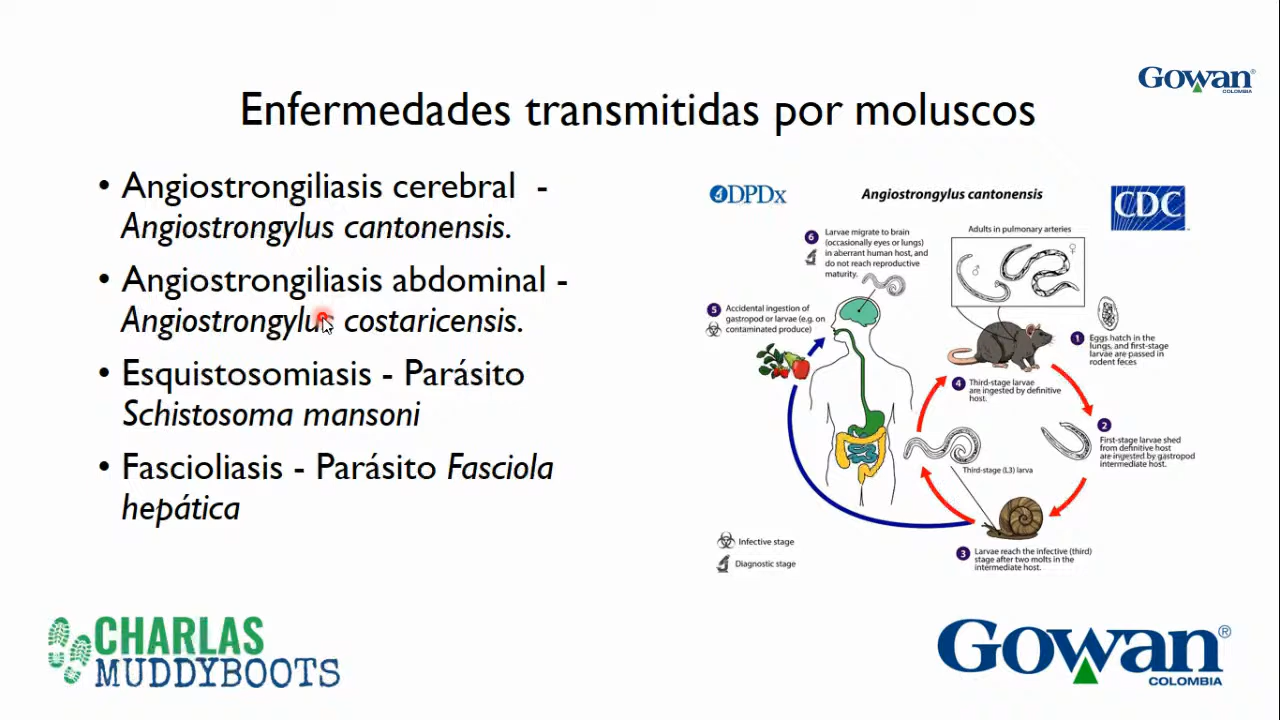 Gowan®
COLOMBIA
Enfermedades transmitidas por moluscos
• Angiostrongiliasis cerebral -
Angiostrongylus cantonensis.
• Angiostrongiliasis abdominal -
Angiostrongylus costaricensis.
• Esquistosomiasis - Parásito
Schistosoma mansoni
• Fascioliasis - Parásito Fasciola
hepática
DPDx
Angiostrongylus cantonensis
CDC
6
Larvae migrate to brain
(occasionally eyes or lungs)
in aberrant human host, and
do not reach reproductive
maturity.
Adults in pulmonary arteries
♂
♀
5
Accidental ingestion of
gastropod or larvae (e.g. on
contaminated produce)
1
Eggs hatch in the
lungs, and first-stage
larvae are passed in
rodent feces
4
Third-stage larvae
are ingested by definitive
host.
2
First-stage larvae shed
from definitive host
are ingested by gastropod
intermediate host.
Third-stage (L3) larva
3
Larvae reach the infective (third)
stage after two molts in the
intermediate host.
Infective stage
Diagnostic stage
CHARLAS
MUDDYBOOTS
Gowan®
COLOMBIA